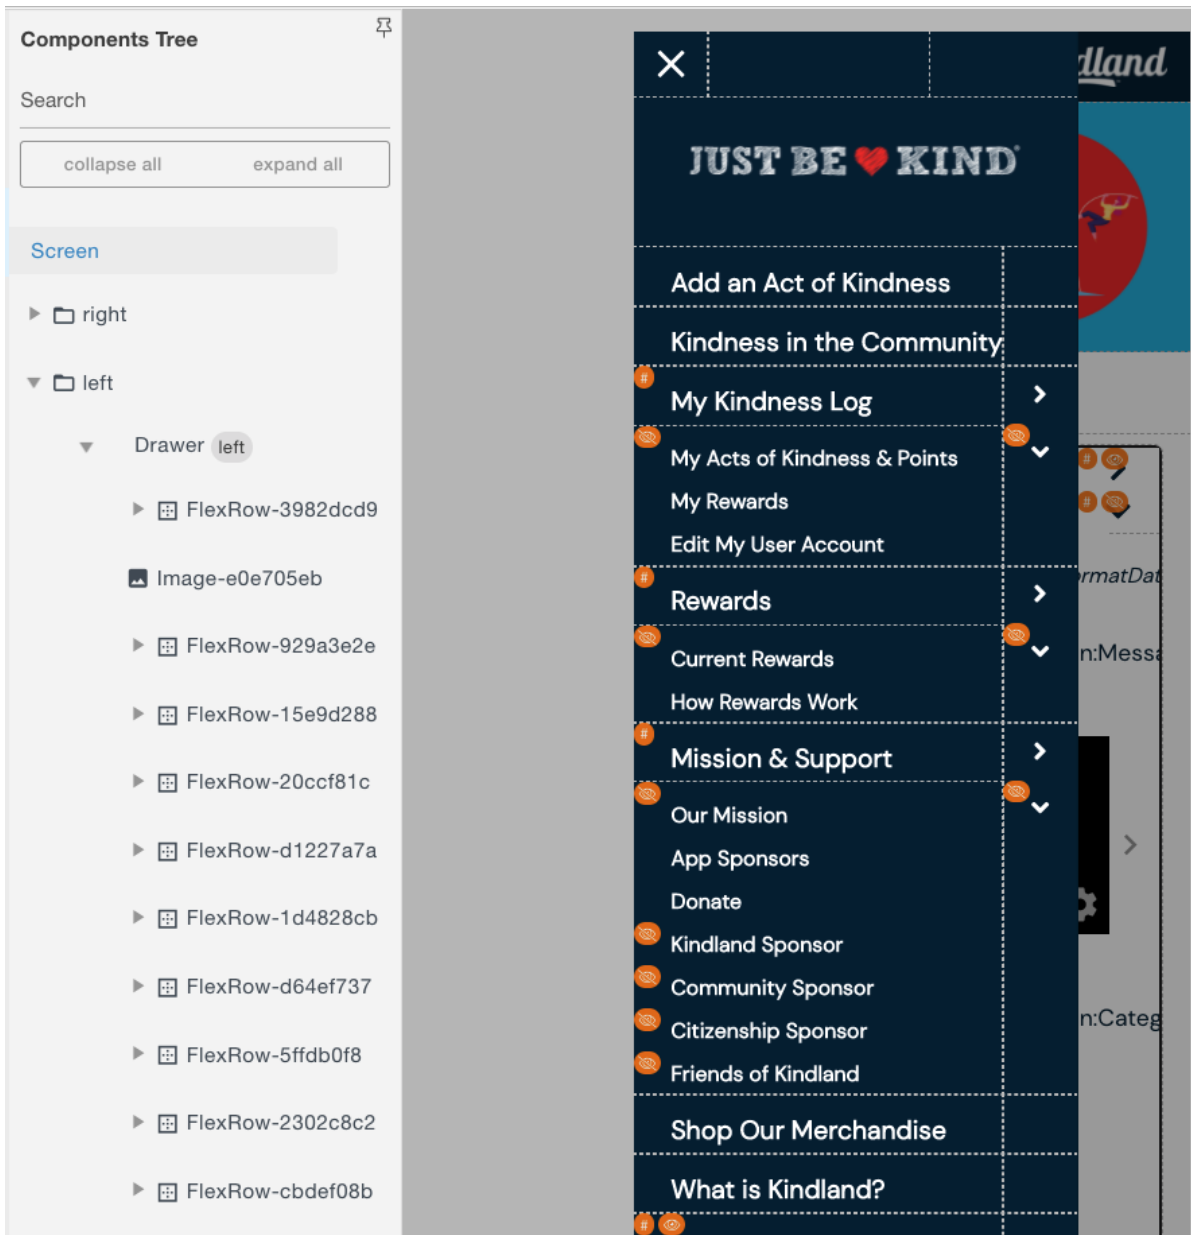 Components Tree
Search
collapse all expand all
Screen
right
left
Drawer left
FlexRow-3982dcd9
Image-e0e705eb
FlexRow-929a3e2e
FlexRow-15e9d288
FlexRow-20ccf81c
FlexRow-d1227a7a
FlexRow-1d4828cb
FlexRow-d64ef737
FlexRow-5ffdb0f8
FlexRow-2302c8c2
FlexRow-cbdef08b
JUST BE KIND
Add an Act of Kindness
Kindness in the Community
#
My Kindness Log
My Acts of Kindness & Points
My Rewards
Edit My User Account
#
Rewards
Current Rewards
How Rewards Work
#
Mission & Support
Our Mission
App Sponsors
Donate
Kindland Sponsor
Community Sponsor
Citizenship Sponsor
Friends of Kindland
Shop Our Merchandise
What is Kindland?
#
dland
#
#
ormatDat
n:Messa
n:Categ